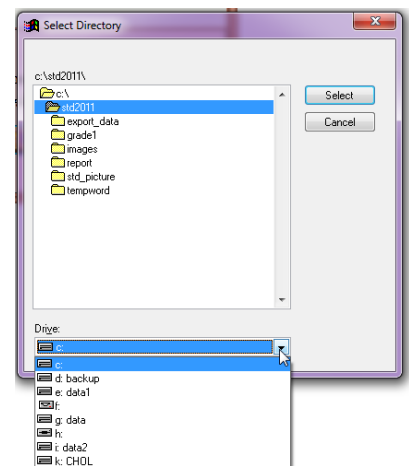 Select Directory
c:\std2011\
c:\
std2011
export_data
grade1
images
report
std_picture
tempword
Select
Cancel
Drive:
c:
c:
d: backup
e: data1
f:
g: data
h:
i: data2
k: CHOL